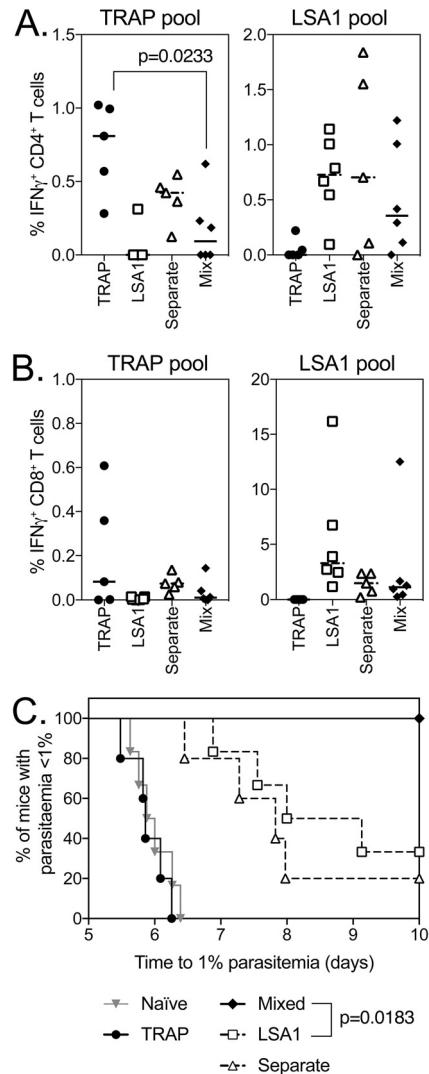 A.
TRAP pool LSA1 pool
p=0.0233
% IFNγ⁺ CD4⁺ T cells
1.5
1.0
0.5
0.0
2.0
1.5
1.0
0.5
0.0
TRAP LSA1 Separate Mix TRAP LSA1 Separate Mix
B.
TRAP pool LSA1 pool
% IFNγ⁺ CD8⁺ T cells
1.0
0.8
0.6
0.4
0.2
0.0
20
15
10
5
0
TRAP LSA1 Separate Mix TRAP LSA1 Separate Mix
C.
% of mice with
parasitaemia <1%
100
80
60
40
20
0
5 6 7 8 9 10
Time to 1% parasitemia (days)
Naïve Mixed
TRAP LSA1 p=0.0183
Separate